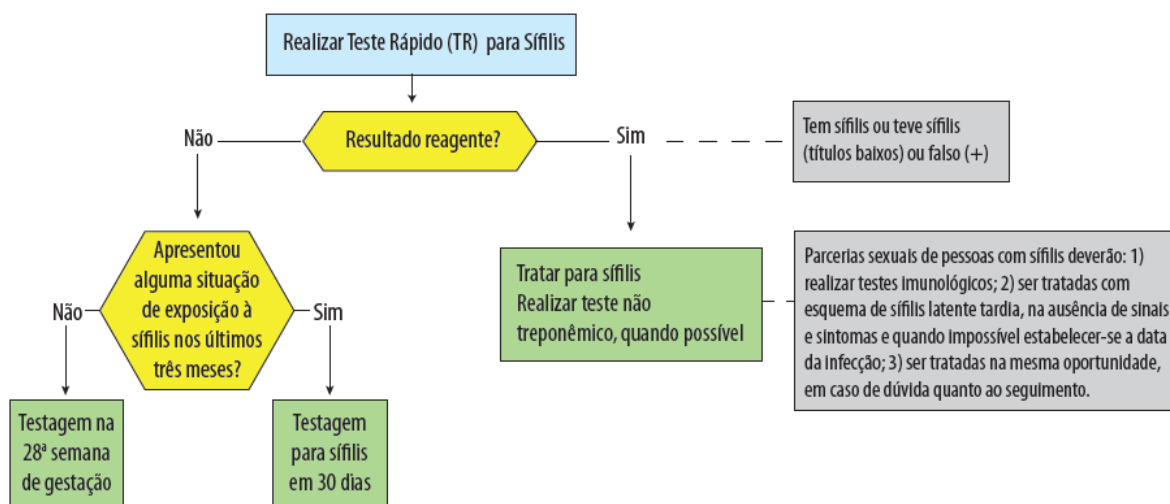 Realizar Teste Rápido (TR) para Sífilis
Resultado reagente?
Não
Sim
Tem sífilis ou teve sífilis
(títulos baixos) ou falso (+)
Apresentou
alguma situação
de exposição à
sífilis nos últimos
três meses?
Tratar para sífilis
Realizar teste não
treponêmico, quando possível
Parcerias sexuais de pessoas com sífilis deverão: 1)
realizar testes imunológicos; 2) ser tratadas com
esquema de sífilis latente tardia, na ausência de sinais
e sintomas e quando impossível estabelecer-se a data
da infecção; 3) ser tratadas na mesma oportunidade,
em caso de dúvida quanto ao seguimento.
Não
Sim
Testagem na
28ª semana
de gestação
Testagem
para sífilis
em 30 dias